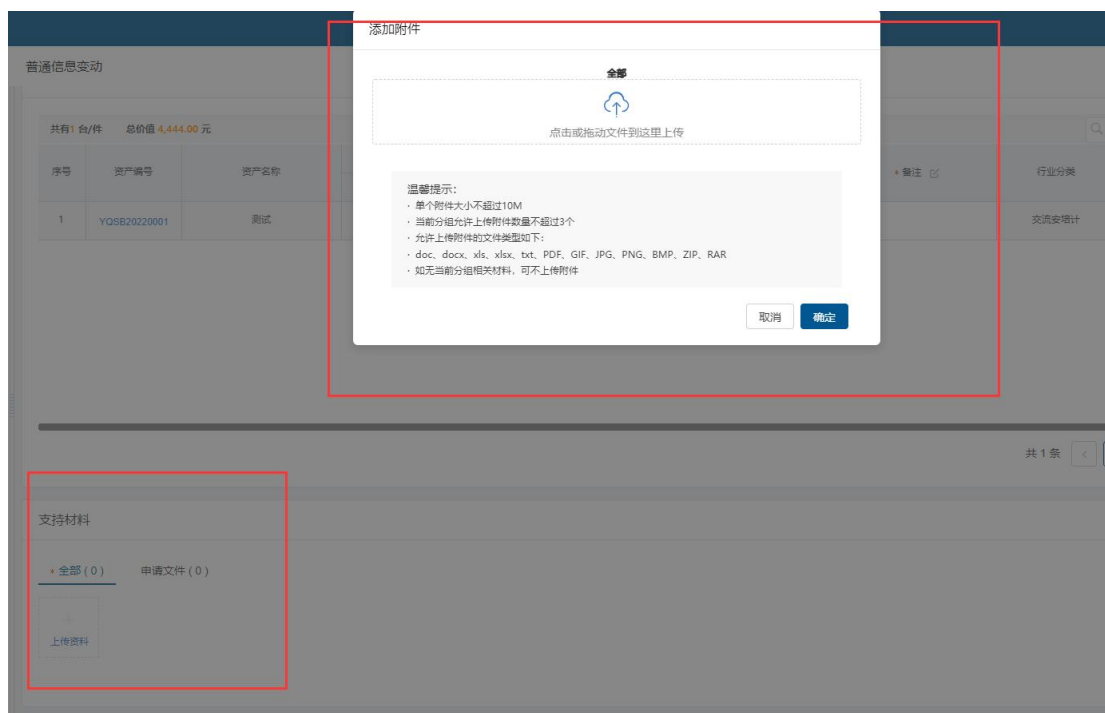 添加附件
普通信息变动
全部
点击或拖动文件到这里上传
共有1 台/件 总价值 4,444.00 元
序号 资产编号 资产名称 * 备注 行业分类
1 YQSB20220001 测试 交流安培计
温馨提示：
· 单个附件大小不超过10M
· 当前分组允许上传附件数量不超过3个
· 允许上传附件的文件类型如下：
· doc、docx、xls、xlsx、txt、PDF、GIF、JPG、PNG、BMP、ZIP、RAR
· 如无当前分组相关材料，可不上传附件
取消 确定
共 1 条 <
支持材料
* 全部 ( 0 ) 申请文件 ( 0 )
+
上传资料